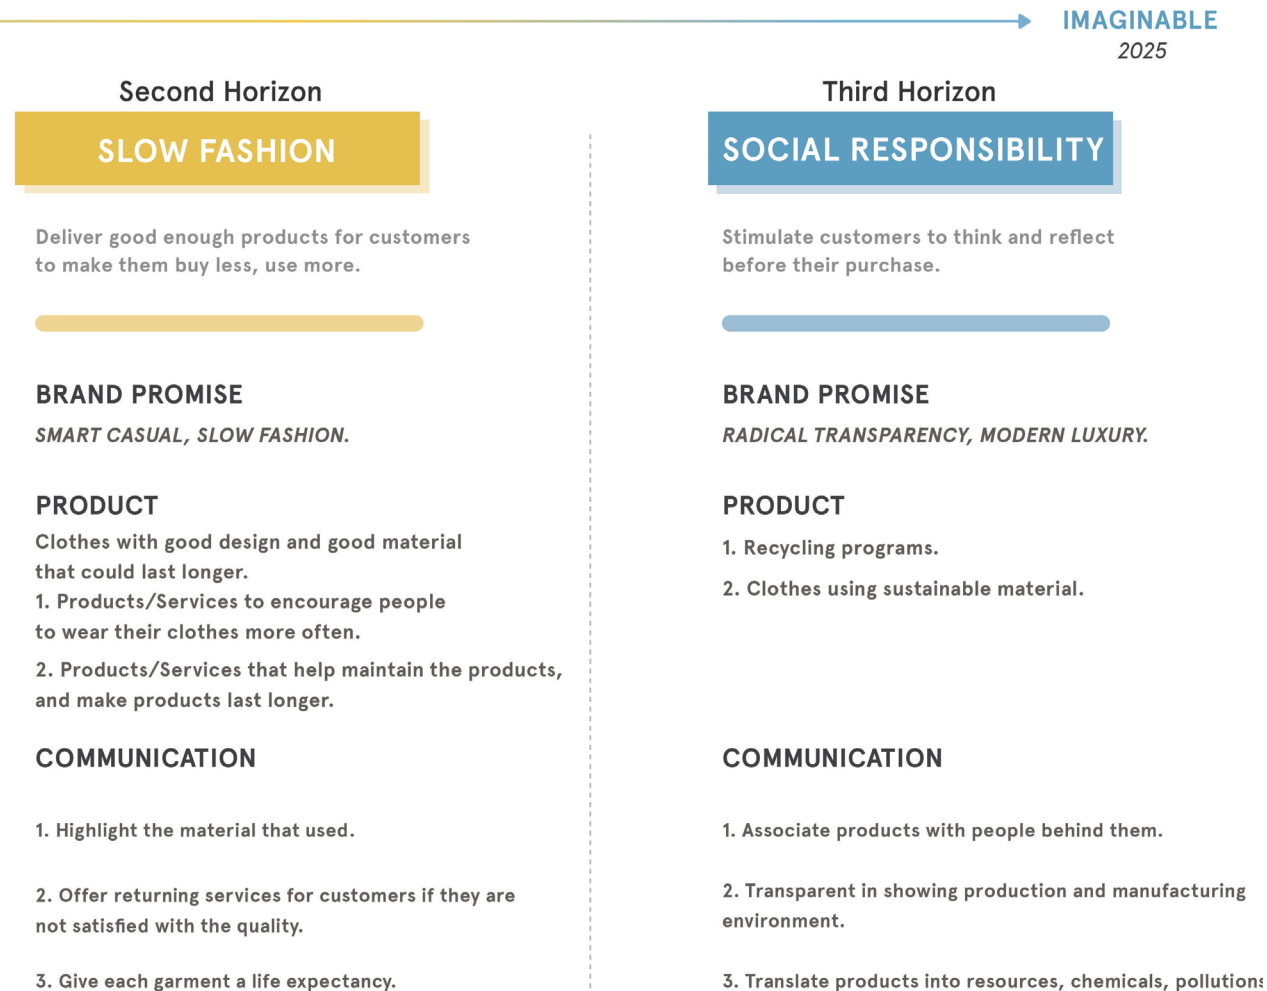 IMAGINABLE
2025
Second Horizon
SLOW FASHION
Deliver good enough products for customers
to make them buy less, use more.
BRAND PROMISE
SMART CASUAL, SLOW FASHION.
PRODUCT
Clothes with good design and good material
that could last longer.
1. Products/Services to encourage people
to wear their clothes more often.
2. Products/Services that help maintain the products,
and make products last longer.
COMMUNICATION
1. Highlight the material that used.
2. Offer returning services for customers if they are
not satisfied with the quality.
3. Give each garment a life expectancy.
Third Horizon
SOCIAL RESPONSIBILITY
Stimulate customers to think and reflect
before their purchase.
BRAND PROMISE
RADICAL TRANSPARENCY, MODERN LUXURY.
PRODUCT
1. Recycling programs.
2. Clothes using sustainable material.
COMMUNICATION
1. Associate products with people behind them.
2. Transparent in showing production and manufacturing
environment.
3. Translate products into resources, chemicals, pollutions